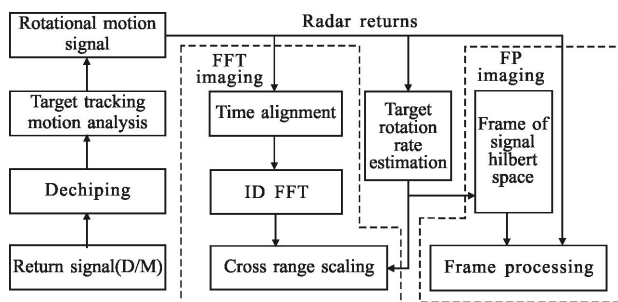 Rotational motion
signal
Radar returns
FFT
imaging
FP
imaging
Target tracking
motion analysis
Time alignment
Target
rotation
rate
estimation
Frame of
signal
hilbert
space
Dechiping
ID FFT
Return signal(D/M)
Cross range scaling
Frame processing